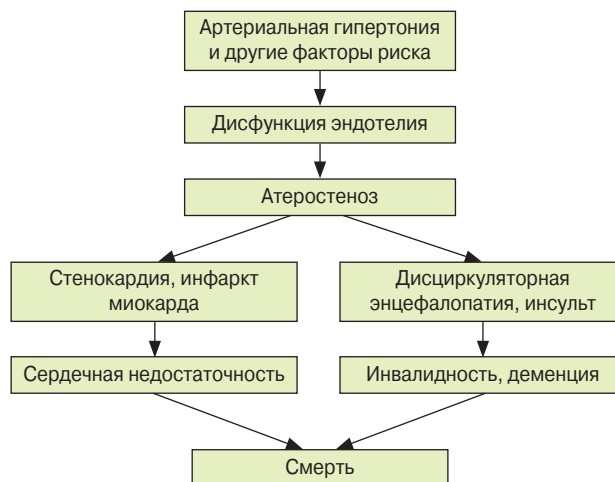 Артериальная гипертония
и другие факторы риска
Дисфункция эндотелия
Атеростеноз
Стенокардия, инфаркт
миокарда
Дисциркуляторная
энцефалопатия, инсульт
Сердечная недостаточность
Инвалидность, деменция
Смерть